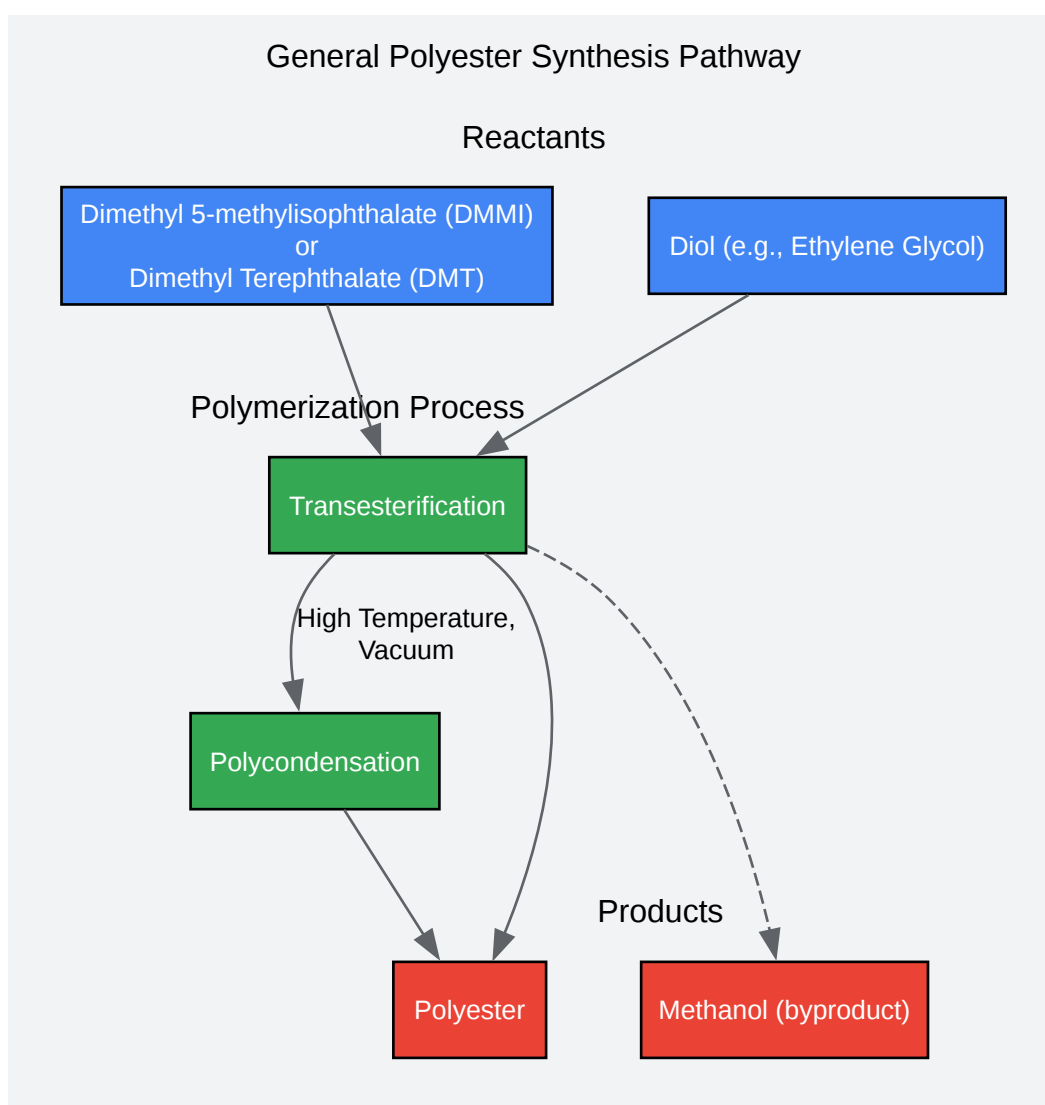 General Polyester Synthesis Pathway
Reactants
Dimethyl 5-methylisophthalate (DMMI)
or
Dimethyl Terephthalate (DMT)
Diol (e.g., Ethylene Glycol)
Polymerization Process
Transesterification
High Temperature,
Vacuum
Polycondensation
Products
Polyester
Methanol (byproduct)